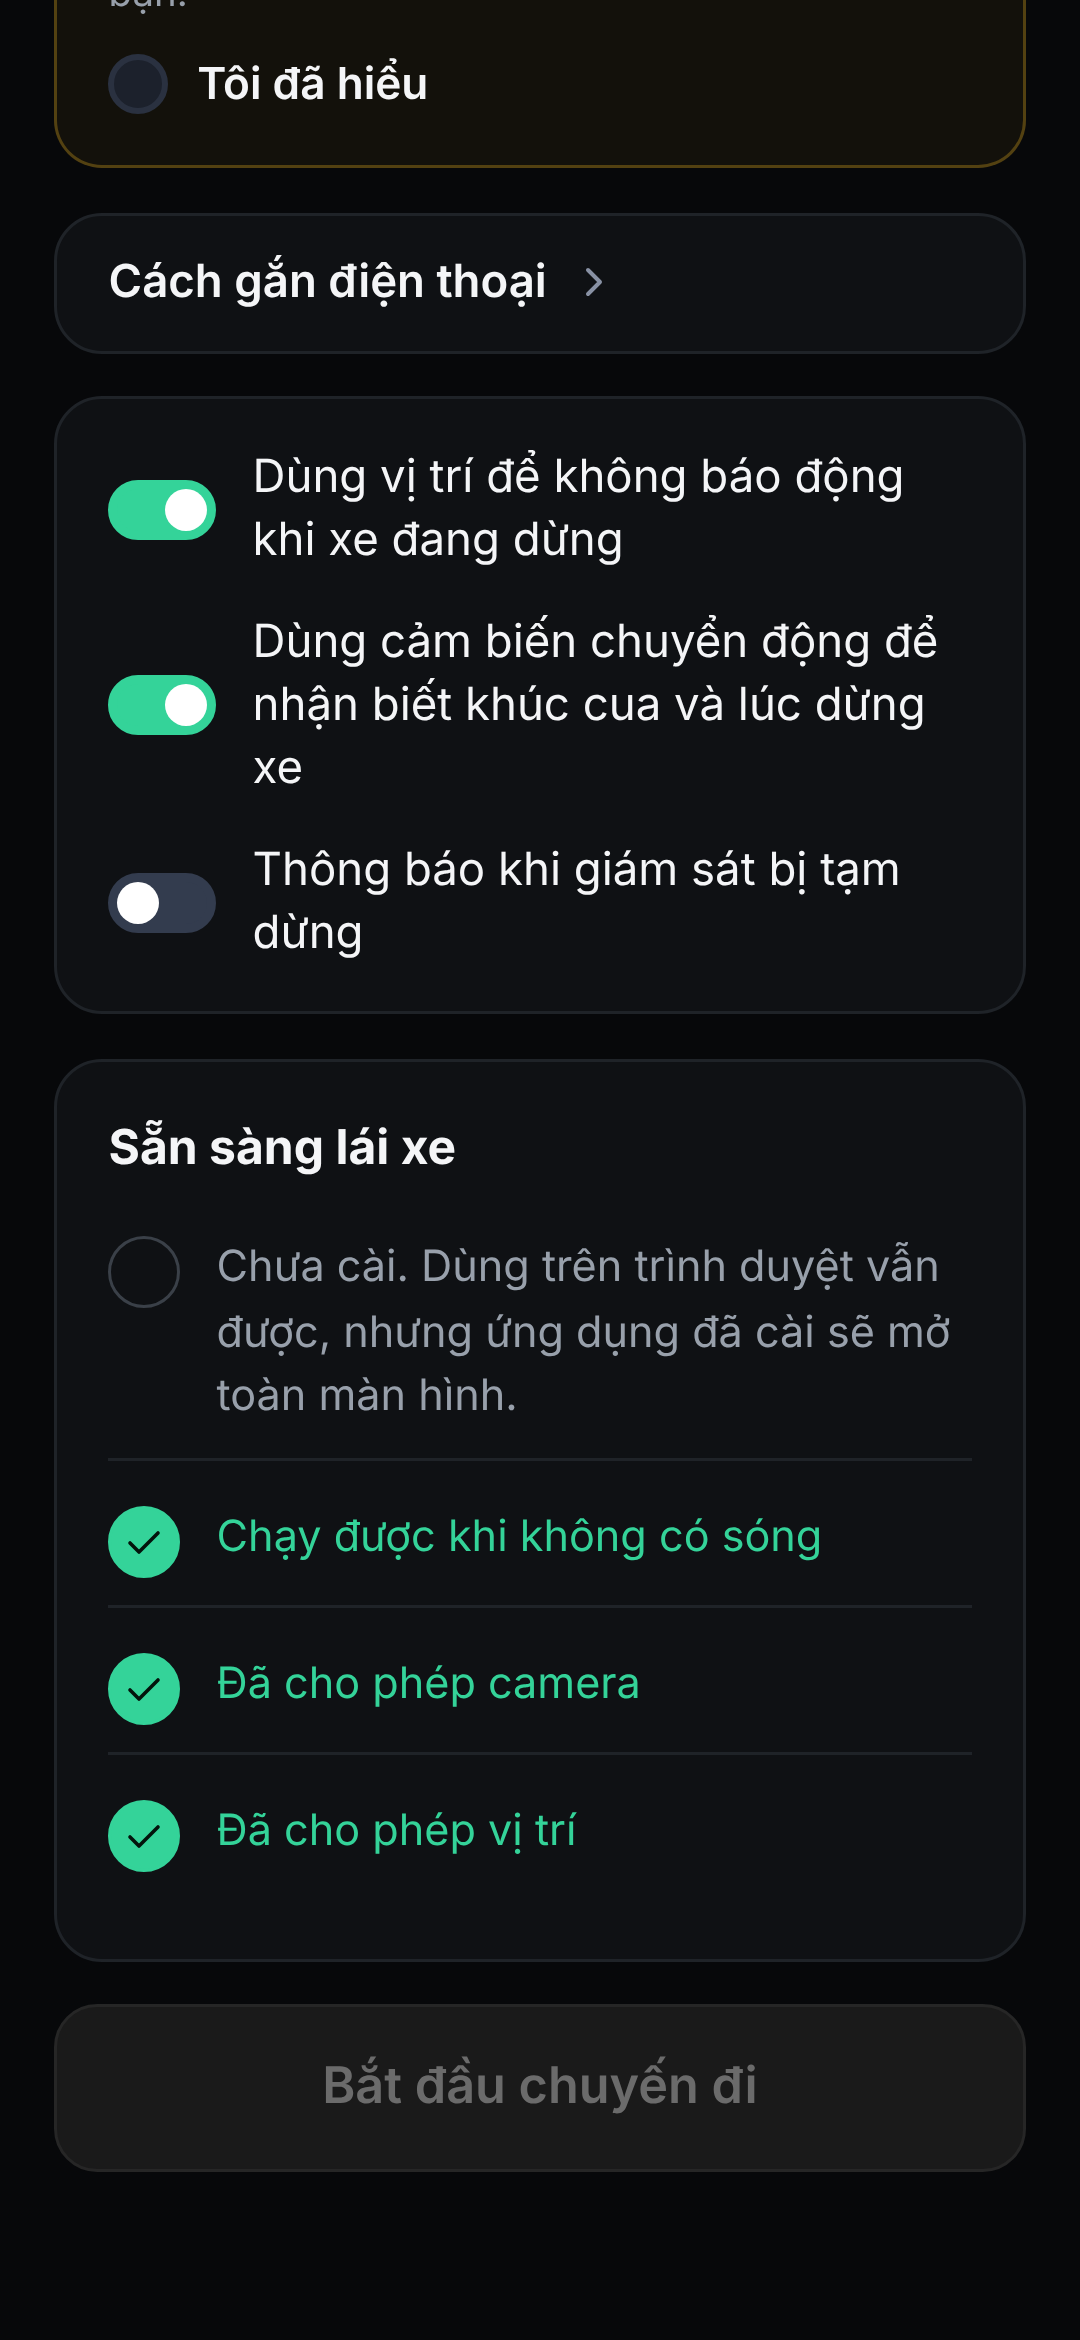 bạn.
Tôi đã hiểu
Cách gắn điện thoại
Dùng vị trí để không báo động
khi xe đang dừng
Dùng cảm biến chuyển động để
nhận biết khúc cua và lúc dừng
xe
Thông báo khi giám sát bị tạm
dừng
Sẵn sàng lái xe
Chưa cài. Dùng trên trình duyệt vẫn
được, nhưng ứng dụng đã cài sẽ mở
toàn màn hình.
Chạy được khi không có sóng
Đã cho phép camera
Đã cho phép vị trí
Bắt đầu chuyến đi